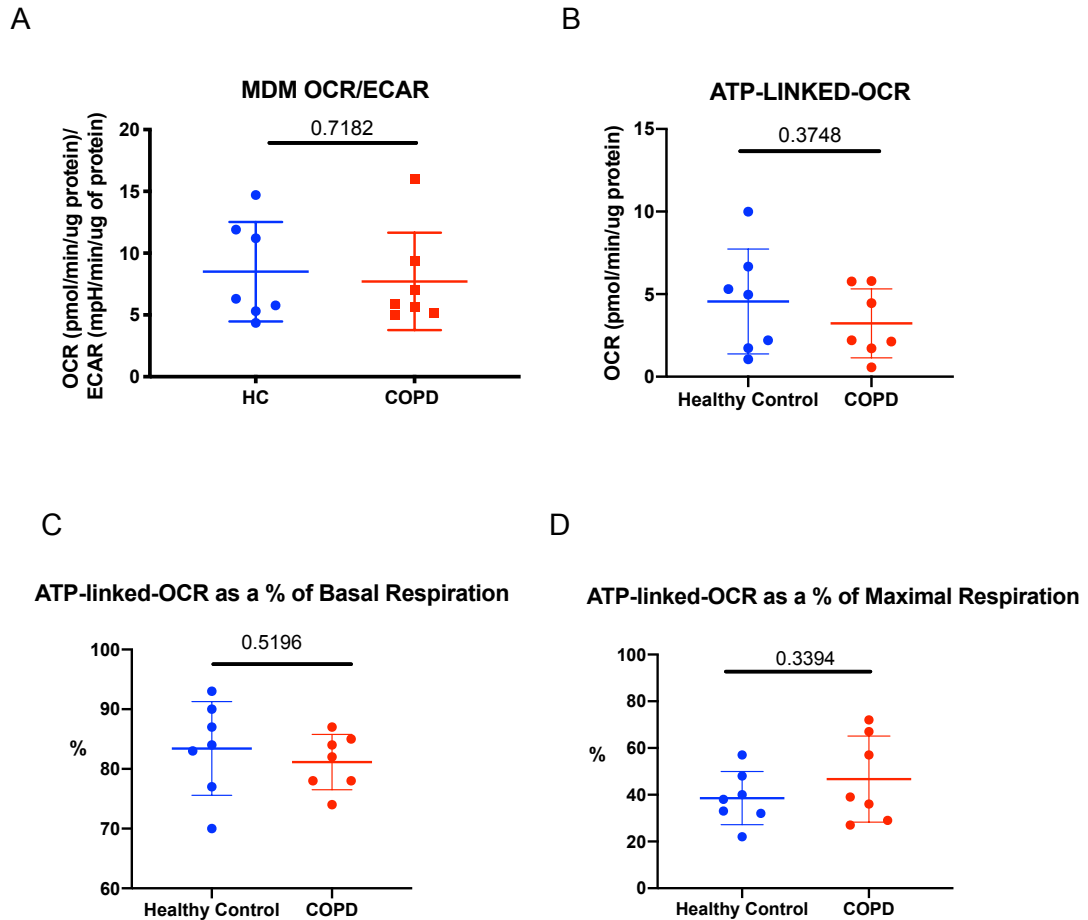 A
MDM OCR/ECAR
0.7182
OCR (pmol/min/ug protein)/
ECAR (mpH/min/ug of protein)
20
15
10
5
0
HC
COPD
B
ATP-LINKED-OCR
0.3748
OCR (pmol/min/ug protein)
15
10
5
0
Healthy Control
COPD
C
ATP-linked-OCR as a % of Basal Respiration
0.5196
%
100
90
80
70
60
Healthy Control
COPD
D
ATP-linked-OCR as a % of Maximal Respiration
0.3394
%
100
80
60
40
20
0
Healthy Control
COPD